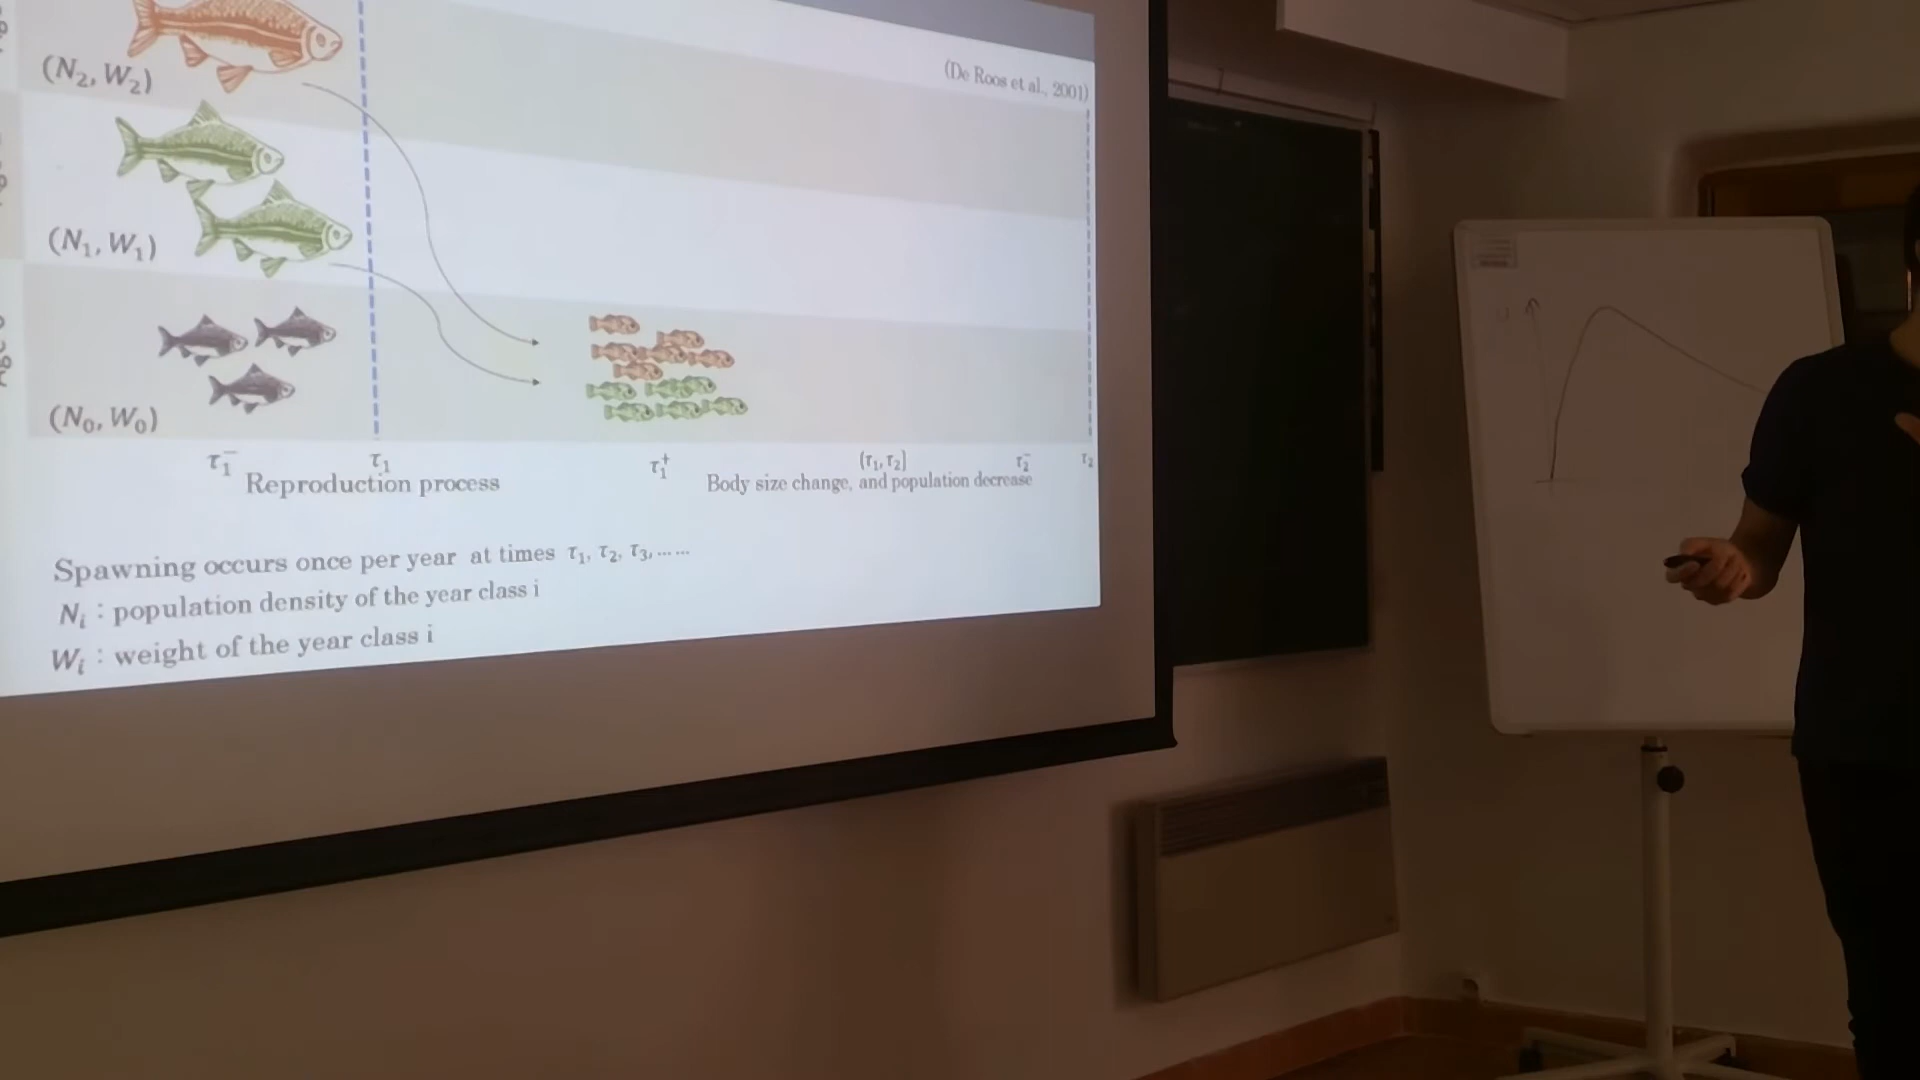 (De Roos et al., 2001)
(N₂, W₂)
(N₁, W₁)
(N₀, W₀)
τ₁⁻ τ₁ τ₁⁺ (τ₁, τ₂] τ₂⁻ τ₂
Reproduction process Body size change, and population decrease
Spawning occurs once per year at times τ₁, τ₂, τ₃, ... ...
Nᵢ : population density of the year class i
Wᵢ : weight of the year class i